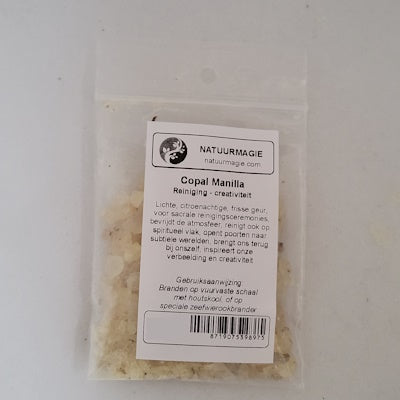 NATUURMAGIE
natuurmagie.com
Copal Manilla
Reiniging - creativiteit
Lichte, citroenachtige, frisse geur,
voor sacrale reinigingsceremonies,
bevrijdt de atmosfeer, reinigt ook op
spiritueel vlak, opent poorten naar
subtiele werelden, brengt ons terug
bij onszelf, inspireert onze
verbeelding en creativiteit
Gebruiksaanwijzing:
Branden op vuurvaste schaal
met houtskool, of op
speciale zeefwierookbrander
8719075398975